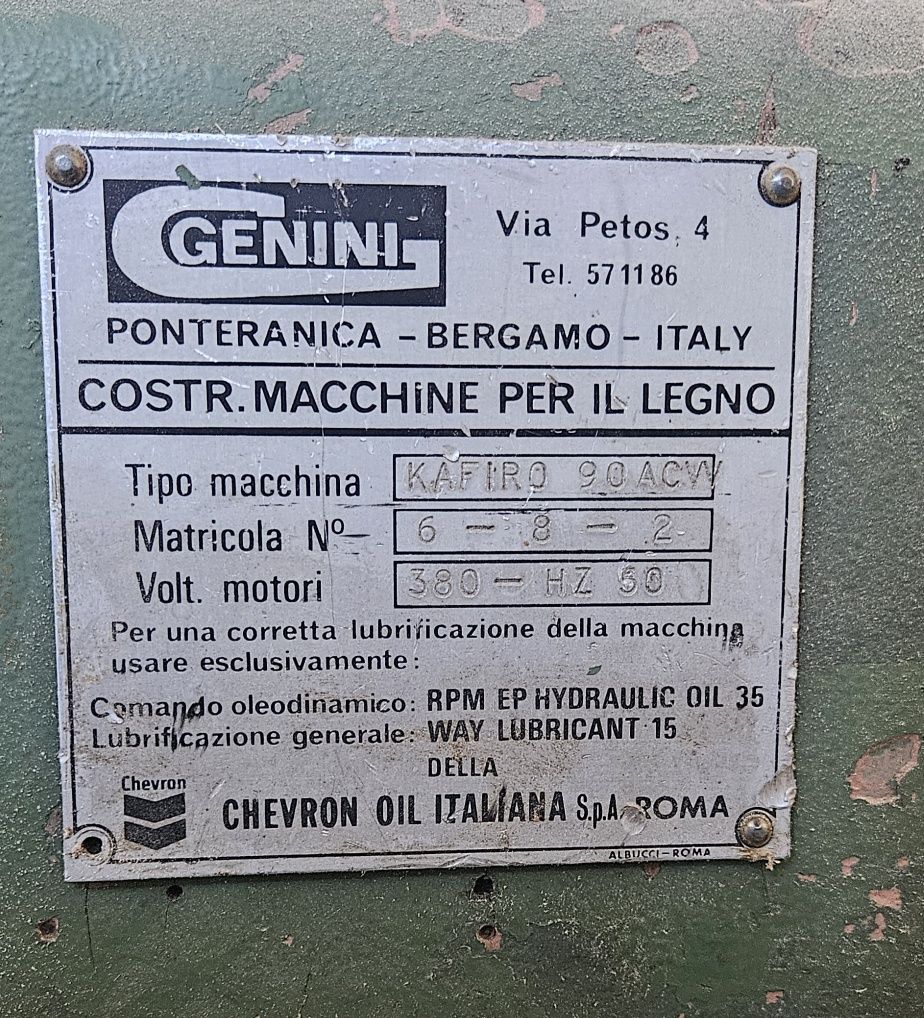 GENINI
Via Petos, 4
Tel. 571186
PONTERANICA - BERGAMO - ITALY
COSTR. MACCHINE PER IL LEGNO
Tipo macchina KAFIRO 90ACW
Matricola Nº 6 - 8 - 2
Volt. motori 380 - HZ 50
Per una corretta lubrificazione della macchina
usare esclusivamente:
Comando oleodinamico: RPM EP HYDRAULIC OIL 35
Lubrificazione generale: WAY LUBRICANT 15
DELLA
Chevron
CHEVRON OIL ITALIANA S.p.A. ROMA
ALBUCCI - ROMA